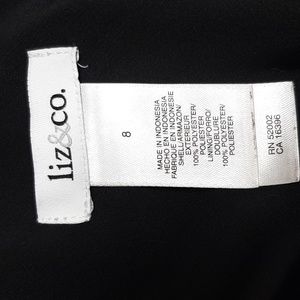 liz&co.
8
MADE IN INDONESIA
HECHO EN INDONESIA
FABRIQUE EN INDONESIE
SHELL/ARMAZON/
EXTERIEUR
100% POLYESTER/
POLIESTER
LINING/FORRO/
DOUBLURE
100% POLYESTER/
POLIESTER
RN 52002
CA 16396